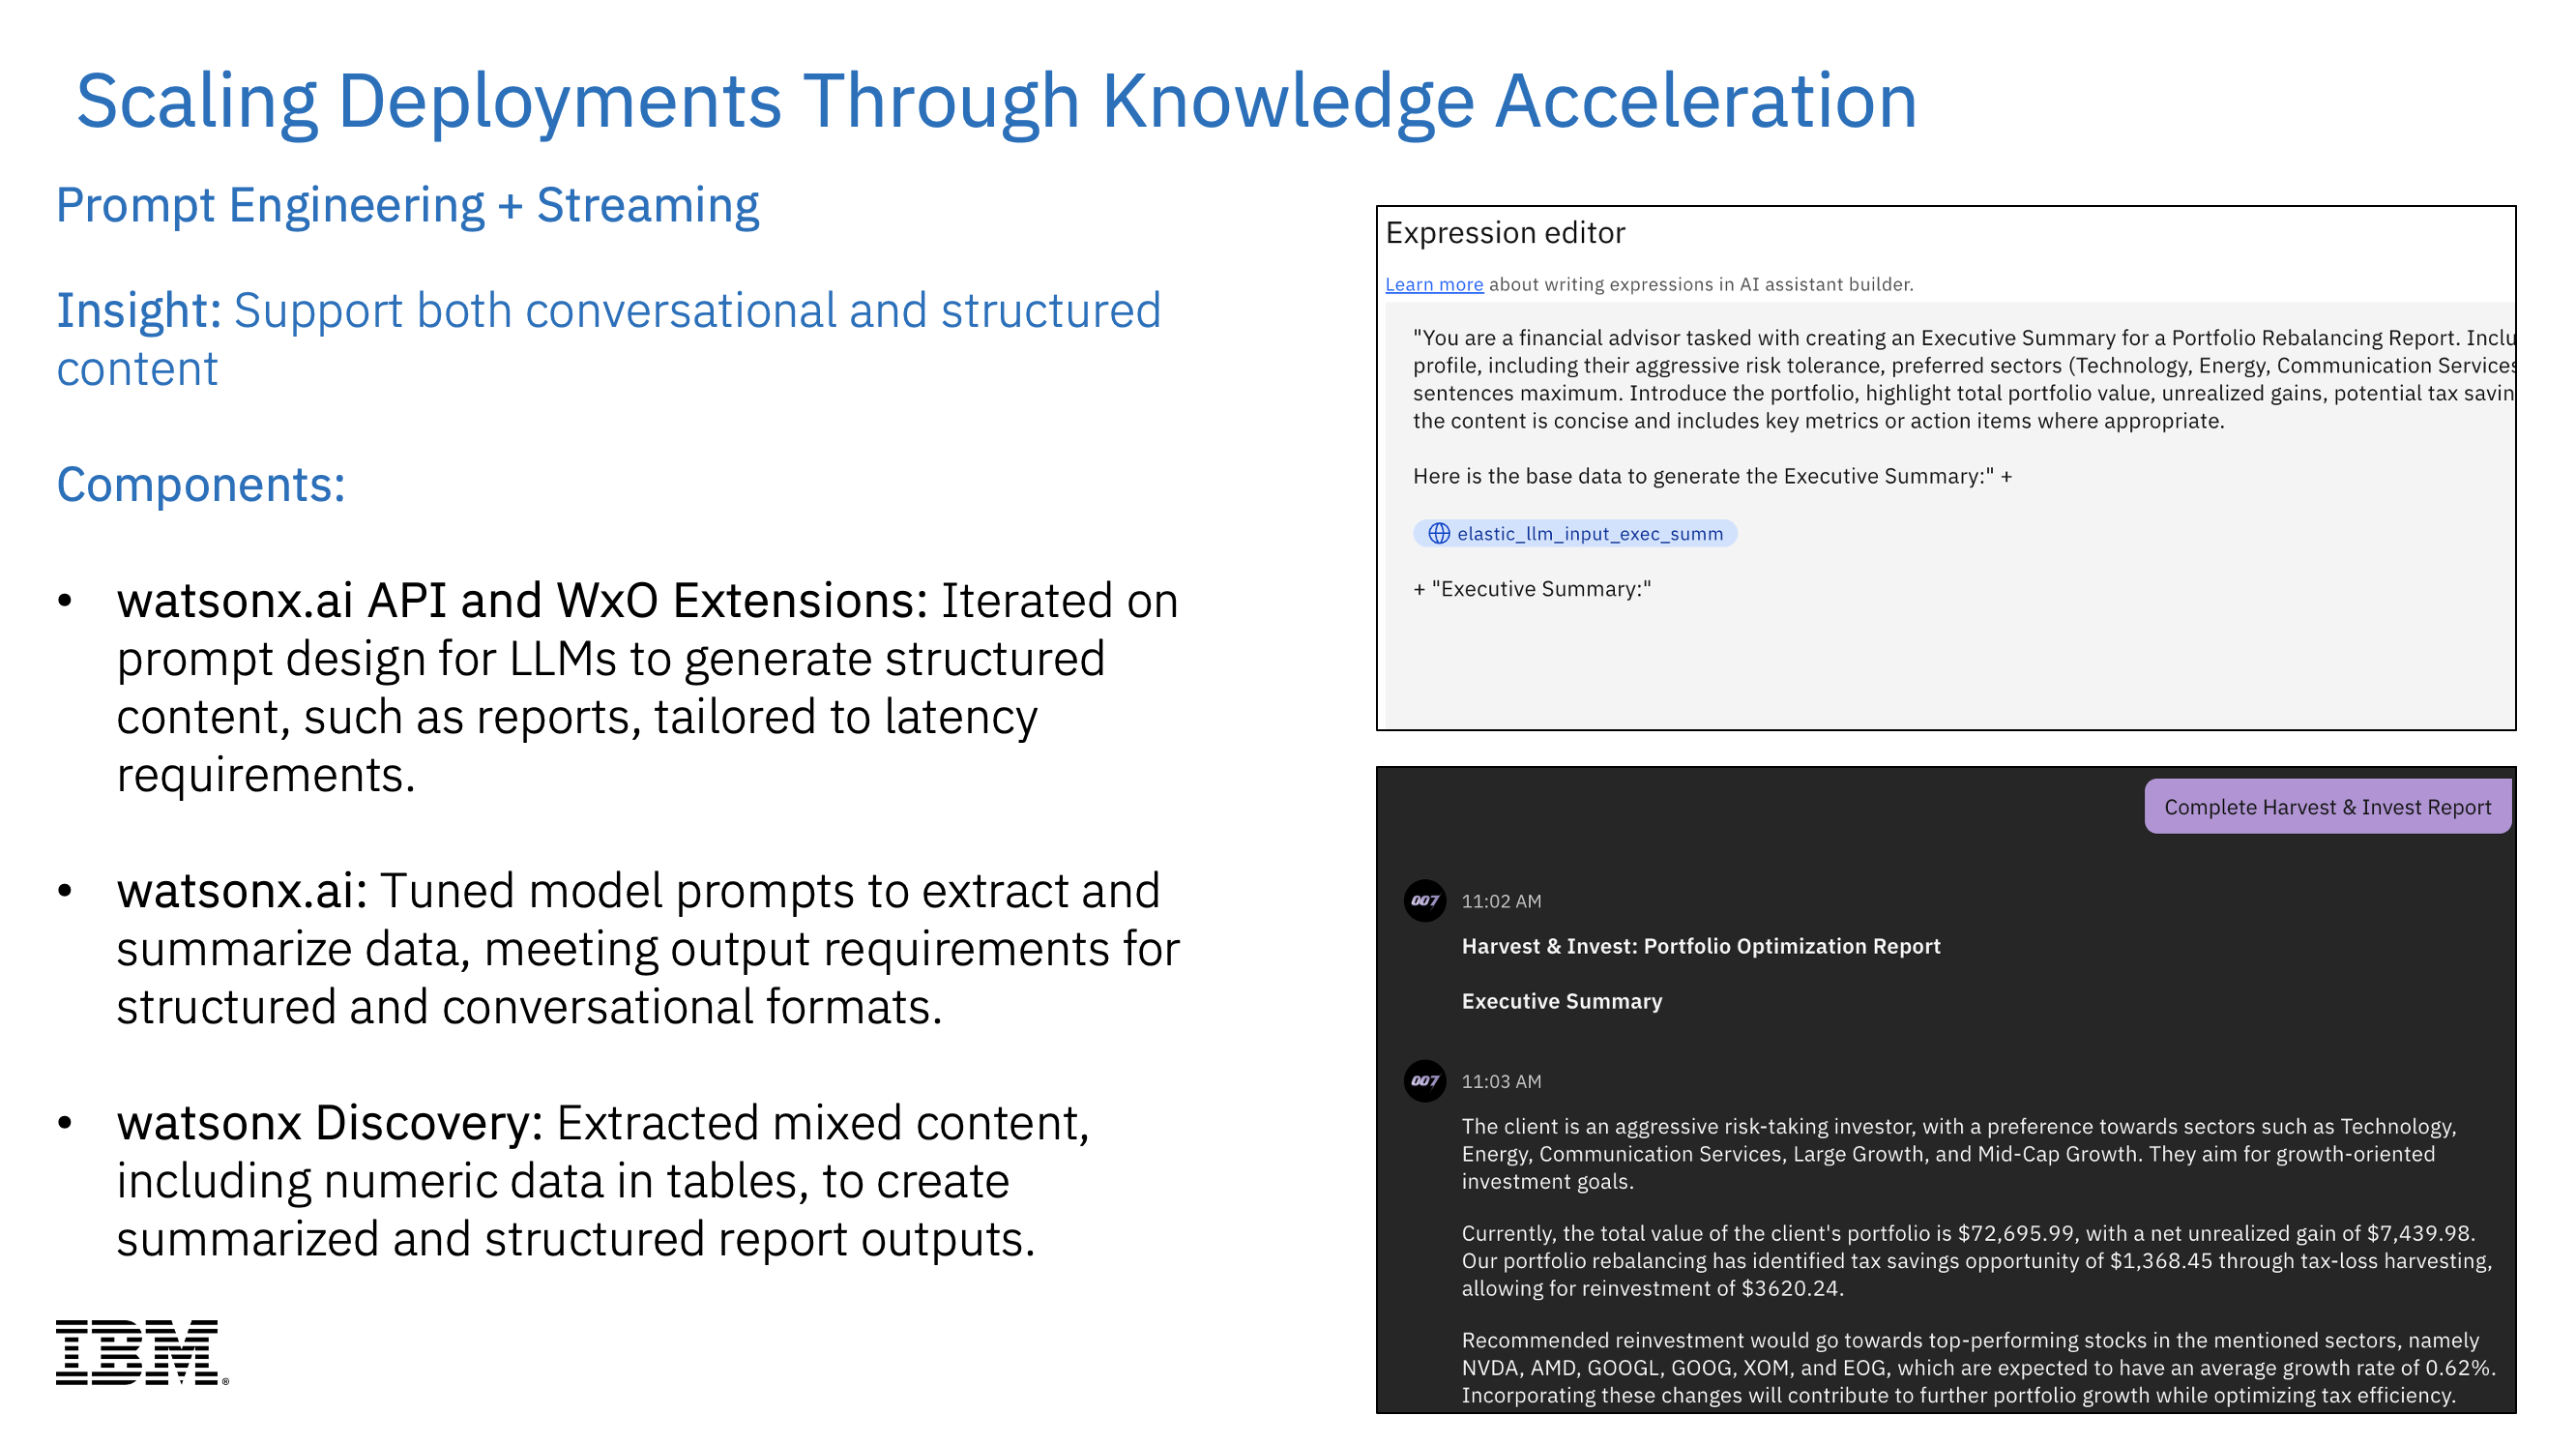 Scaling Deployments Through Knowledge Acceleration
Prompt Engineering + Streaming
Insight: Support both conversational and structured
content
Components:
• watsonx.ai API and WxO Extensions: Iterated on
prompt design for LLMs to generate structured
content, such as reports, tailored to latency
requirements.
• watsonx.ai: Tuned model prompts to extract and
summarize data, meeting output requirements for
structured and conversational formats.
• watsonx Discovery: Extracted mixed content,
including numeric data in tables, to create
summarized and structured report outputs.
IBM®
Expression editor
Learn more about writing expressions in AI assistant builder.
"You are a financial advisor tasked with creating an Executive Summary for a Portfolio Rebalancing Report. Inclu
profile, including their aggressive risk tolerance, preferred sectors (Technology, Energy, Communication Services
sentences maximum. Introduce the portfolio, highlight total portfolio value, unrealized gains, potential tax savin
the content is concise and includes key metrics or action items where appropriate.
Here is the base data to generate the Executive Summary:" +
elastic_llm_input_exec_summ
+ "Executive Summary:"
Complete Harvest & Invest Report
007 11:02 AM
Harvest & Invest: Portfolio Optimization Report
Executive Summary
007 11:03 AM
The client is an aggressive risk-taking investor, with a preference towards sectors such as Technology,
Energy, Communication Services, Large Growth, and Mid-Cap Growth. They aim for growth-oriented
investment goals.
Currently, the total value of the client's portfolio is $72,695.99, with a net unrealized gain of $7,439.98.
Our portfolio rebalancing has identified tax savings opportunity of $1,368.45 through tax-loss harvesting,
allowing for reinvestment of $3620.24.
Recommended reinvestment would go towards top-performing stocks in the mentioned sectors, namely
NVDA, AMD, GOOGL, GOOG, XOM, and EOG, which are expected to have an average growth rate of 0.62%.
Incorporating these changes will contribute to further portfolio growth while optimizing tax efficiency.